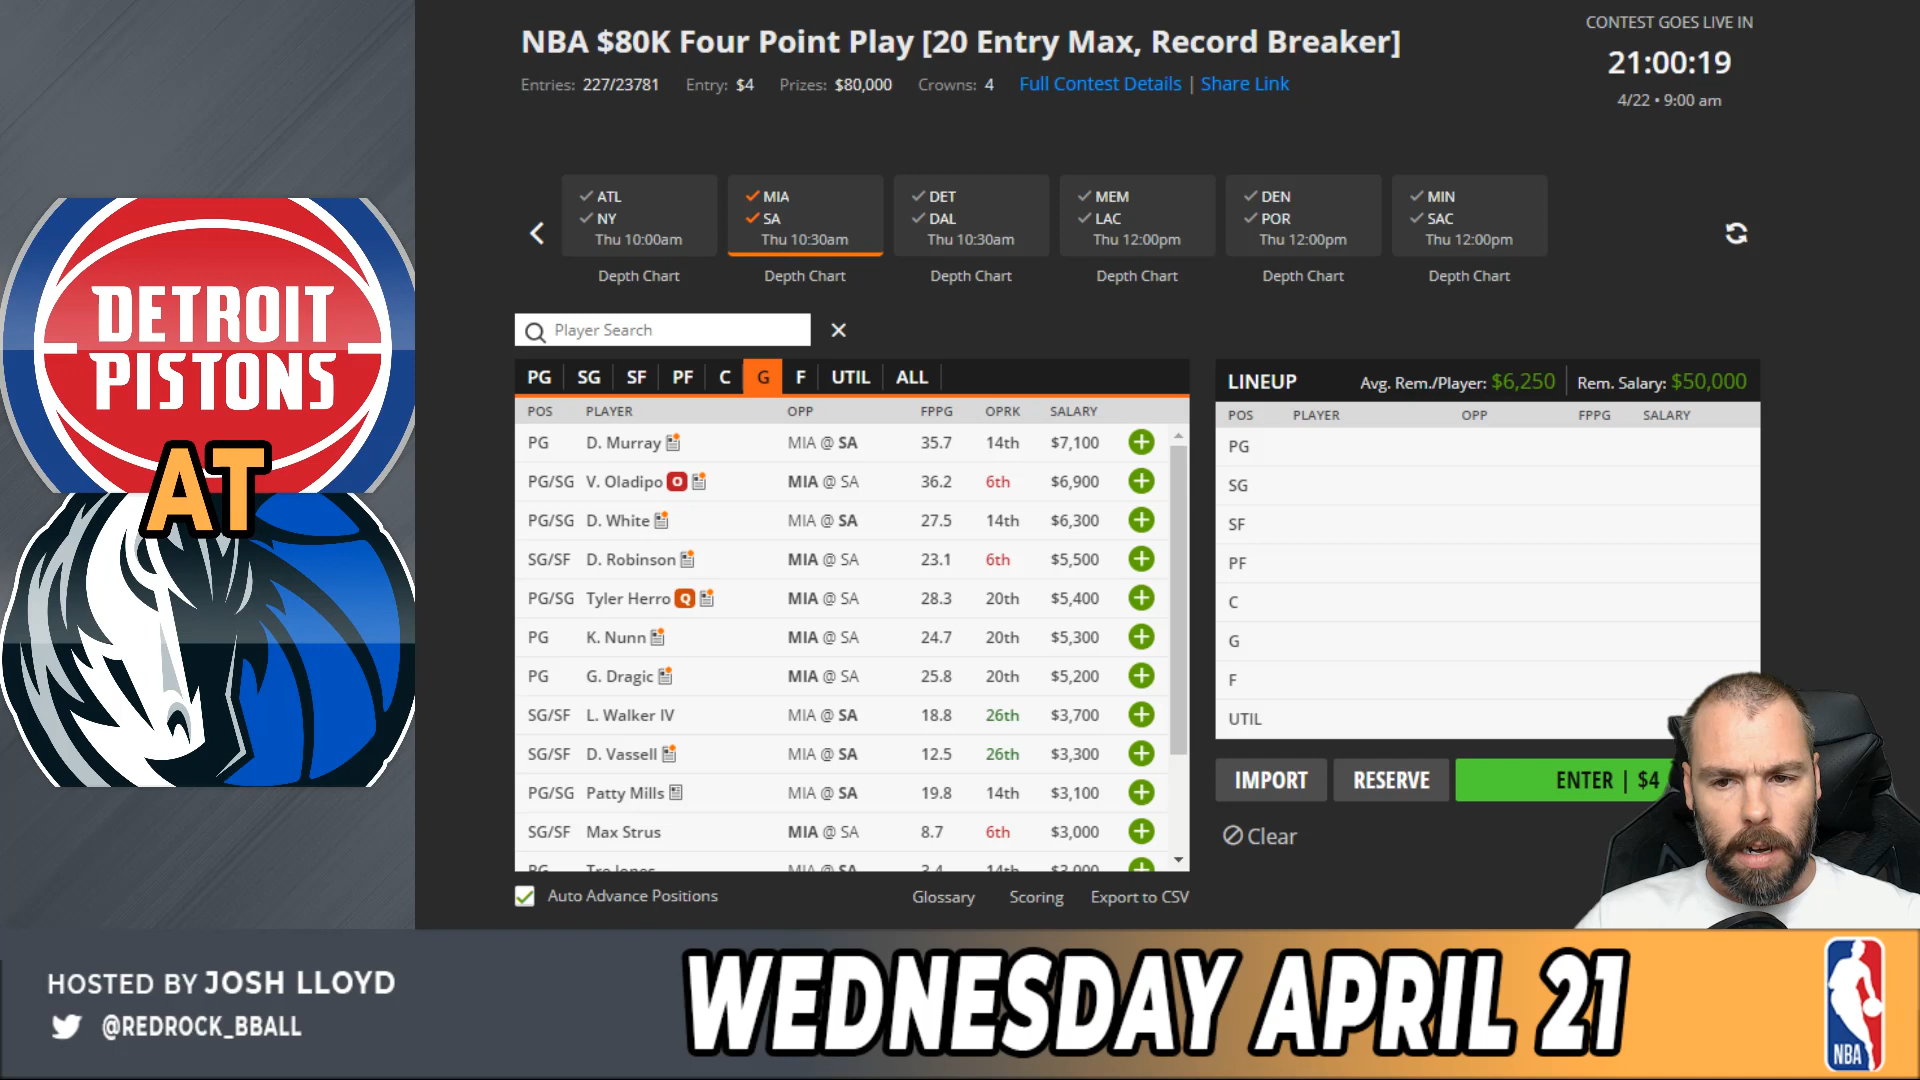 NBA $80K Four Point Play [20 Entry Max, Record Breaker]
Entries: 227/23781 Entry: $4 Prizes: $80,000 Crowns: 4 Full Contest Details | Share Link
CONTEST GOES LIVE IN
21:00:19
4/22 • 9:00 am
ATL
NY
Thu 10:00am
Depth Chart
MIA
SA
Thu 10:30am
Depth Chart
DET
DAL
Thu 10:30am
Depth Chart
MEM
LAC
Thu 12:00pm
Depth Chart
DEN
POR
Thu 12:00pm
Depth Chart
MIN
SAC
Thu 12:00pm
Depth Chart
DETROIT
PISTONS
AT
Player Search
PG SG SF PF C G F UTIL ALL
POS PLAYER OPP FPPG OPRK SALARY
PG D. Murray MIA @ SA 35.7 14th $7,100
PG/SG V. Oladipo O MIA @ SA 36.2 6th $6,900
PG/SG D. White MIA @ SA 27.5 14th $6,300
SG/SF D. Robinson MIA @ SA 23.1 6th $5,500
PG/SG Tyler Herro Q MIA @ SA 28.3 20th $5,400
PG K. Nunn MIA @ SA 24.7 20th $5,300
PG G. Dragic MIA @ SA 25.8 20th $5,200
SG/SF L. Walker IV MIA @ SA 18.8 26th $3,700
SG/SF D. Vassell MIA @ SA 12.5 26th $3,300
PG/SG Patty Mills MIA @ SA 19.8 14th $3,100
SG/SF Max Strus MIA @ SA 8.7 6th $3,000
PG Tre Jones MIA @ SA 3.4 14th $3,000
Auto Advance Positions
Glossary Scoring Export to CSV
LINEUP Avg. Rem./Player: $6,250 Rem. Salary: $50,000
POS PLAYER OPP FPPG SALARY
PG
SG
SF
PF
C
G
F
UTIL
IMPORT RESERVE ENTER | $4
Clear
HOSTED BY JOSH LLOYD
@REDROCK_BBALL
WEDNESDAY APRIL 21
NBA